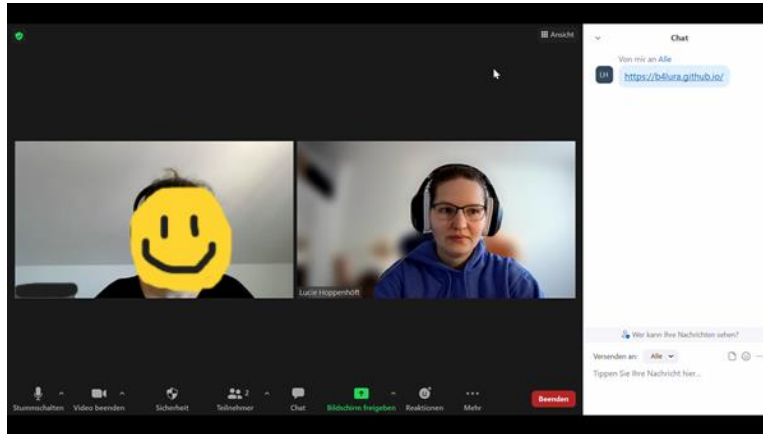 Ansicht
Chat
Von mir an Alle
LH
https://b4lura.github.io/
Lucie Hoppenhöft
Wer kann Ihre Nachrichten sehen?
Versenden an: Alle
Tippen Sie Ihre Nachricht hier...
Stummschalten
Video beenden
Sicherheit
Teilnehmer
2
Chat
Bildschirm freigeben
Reaktionen
Mehr
Beenden